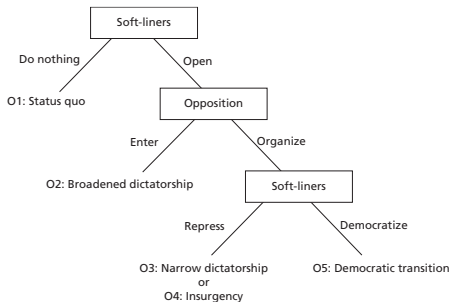 Soft-liners
Do nothing
Open
O1: Status quo
Opposition
Enter
Organize
O2: Broadened dictatorship
Soft-liners
Repress
Democratize
O3: Narrow dictatorship
or
O4: Insurgency
O5: Democratic transition